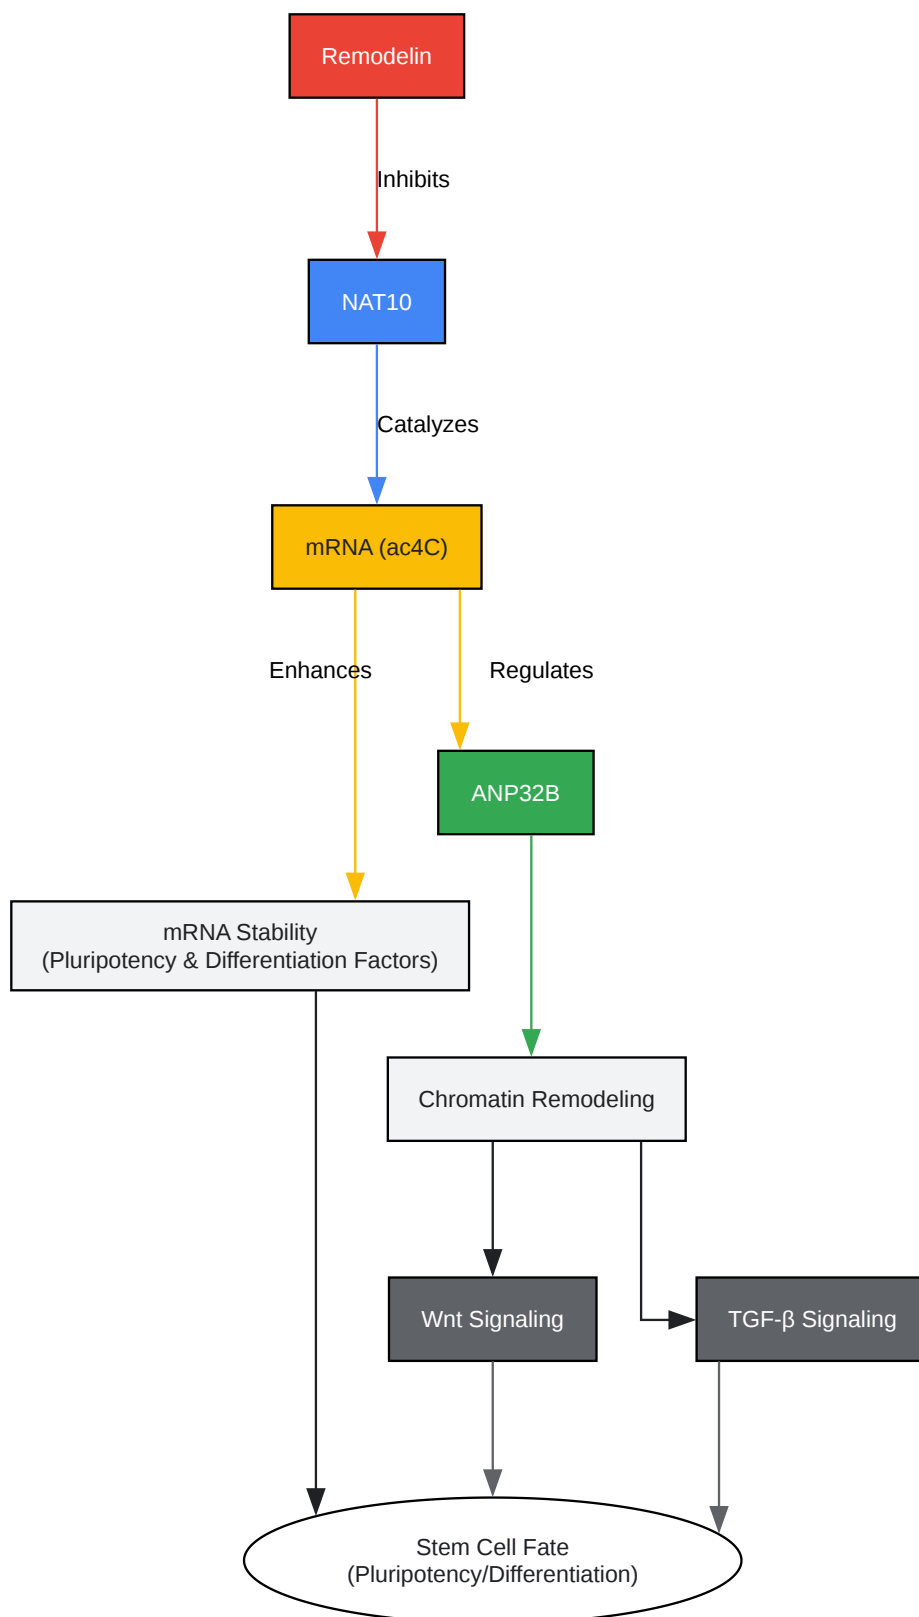 Remodelin
Inhibits
NAT10
Catalyzes
mRNA (ac4C)
Enhances
Regulates
ANP32B
mRNA Stability
(Pluripotency & Differentiation Factors)
Chromatin Remodeling
Wnt Signaling
TGF-β Signaling
Stem Cell Fate
(Pluripotency/Differentiation)